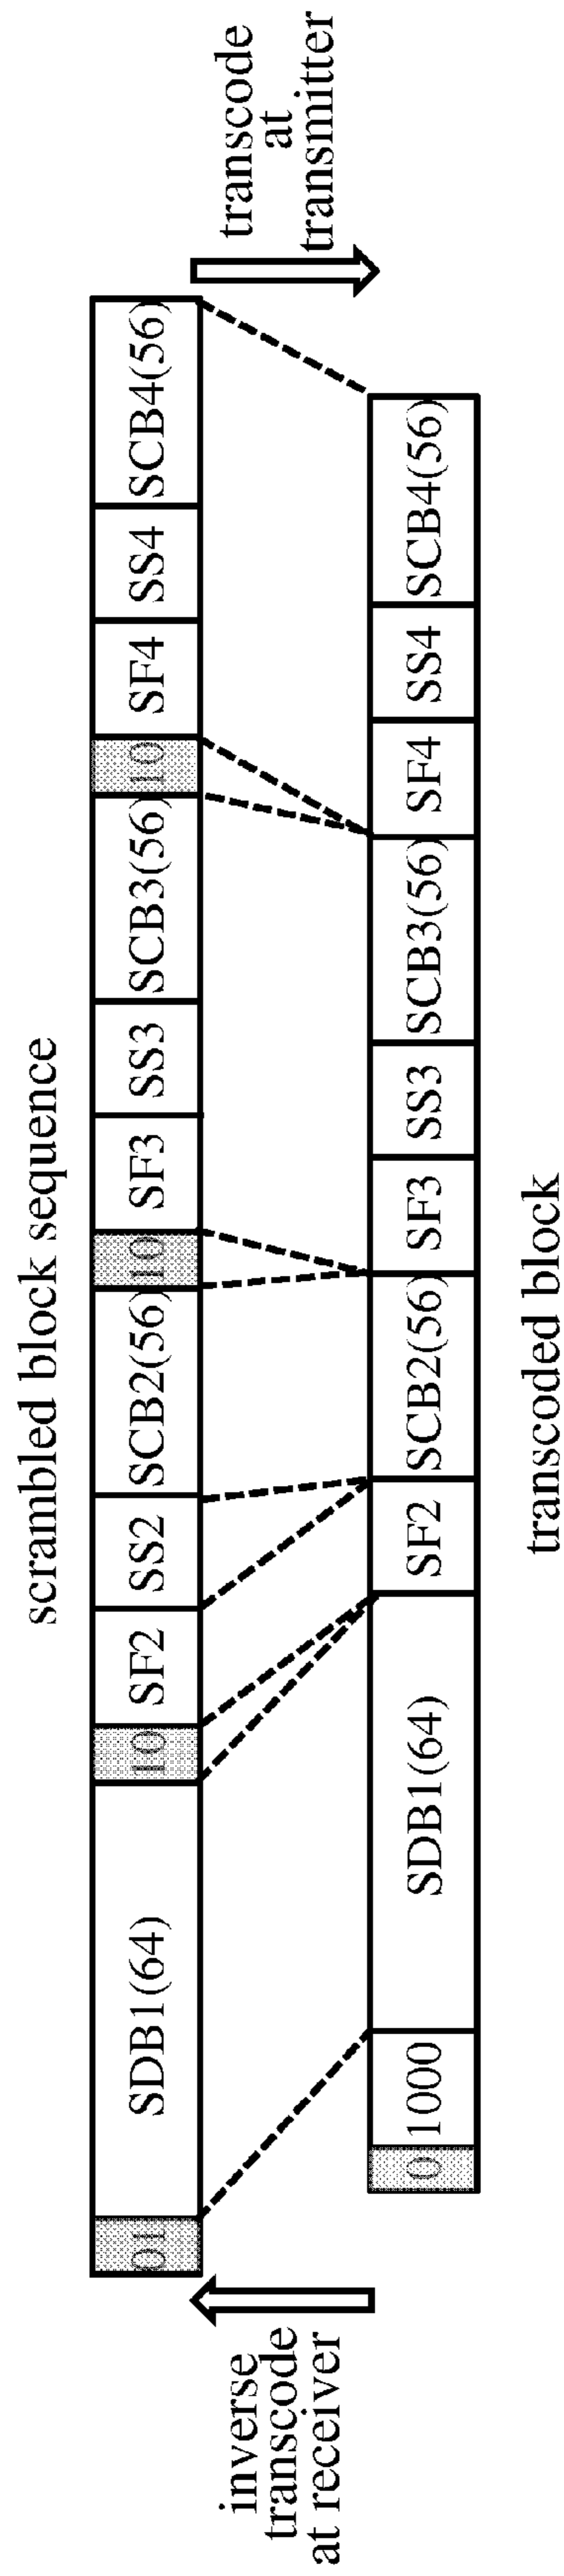 scrambled block sequence
01 SDB1(64) 10 SF2 SS2 SCB2(56) 10 SF3 SS3 SCB3(56) 10 SF4 SS4 SCB4(56)
inverse
transcode
at receiver
transcode
at
transmitter
0 1000 SDB1(64) SF2 SCB2(56) SF3 SS3 SCB3(56) SF4 SS4 SCB4(56)
transcoded block